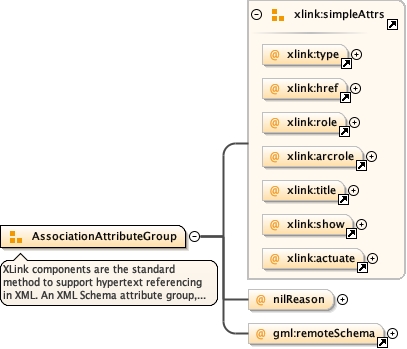 xlink:simpleAttrs
@ xlink:type
@ xlink:href
@ xlink:role
@ xlink:arcrole
@ xlink:title
@ xlink:show
@ xlink:actuate
AssociationAttributeGroup
XLink components are the standard
method to support hypertext referencing
in XML. An XML Schema attribute group,...
@ nilReason
@ gml:remoteSchema